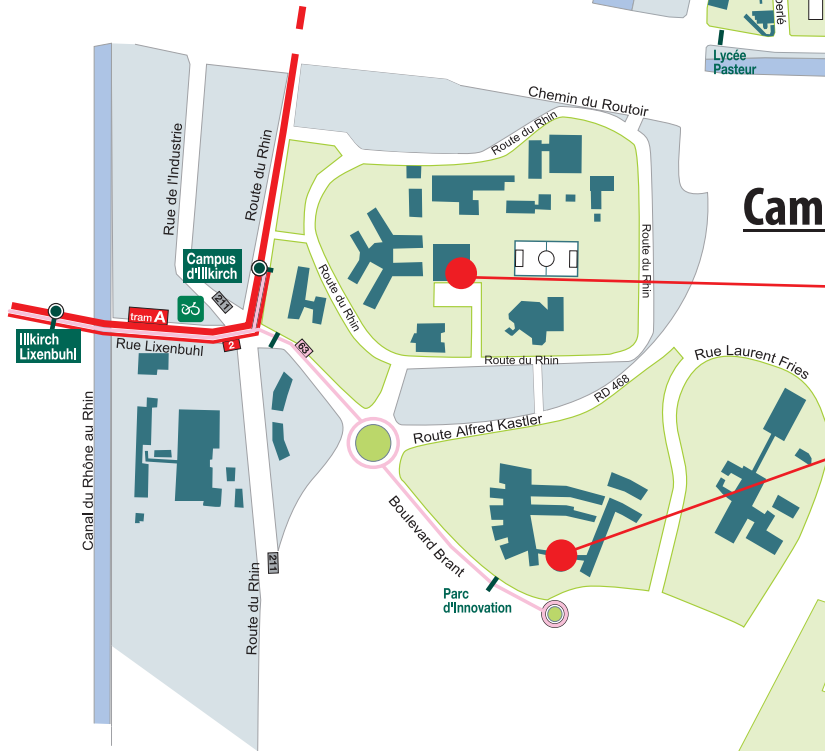 Lycée
Pasteur
Chemin du Routoir
Route du Rhin
Rue de l'Industrie
Route du Rhin
Cam
Campus
d'Illkirch
Route du Rhin
Route du Rhin
211
tram A
Illkirch
Lixenbuhl
Rue Lixenbuhl
2
63
Route du Rhin
Rue Laurent Fries
RD 468
Route Alfred Kastler
Canal du Rhône au Rhin
Boulevard Brant
211
Route du Rhin
Parc
d'Innovation